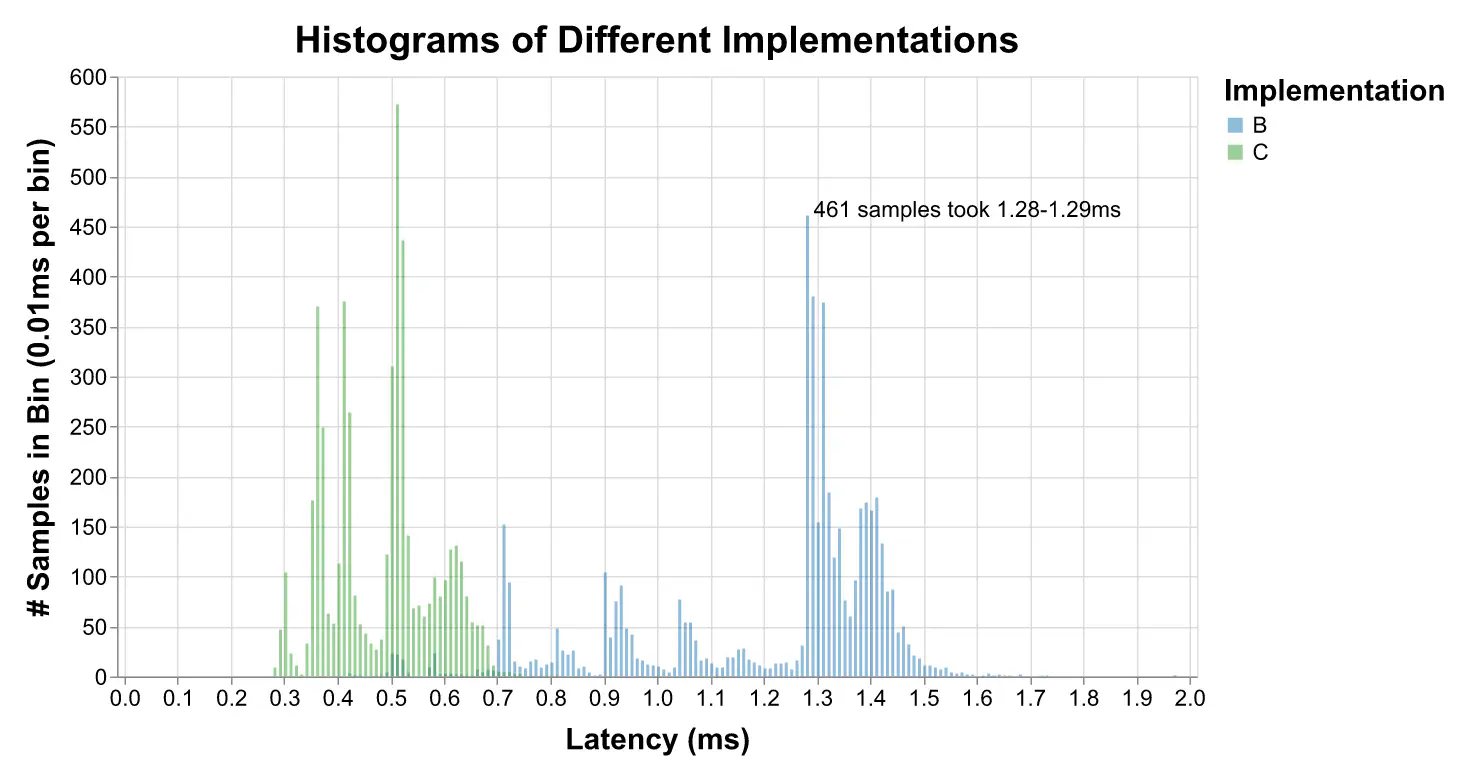 Histograms of Different Implementations
# Samples in Bin (0.01ms per bin)
600
550
500
450
400
350
300
250
200
150
100
50
0
461 samples took 1.28-1.29ms
0.0 0.1 0.2 0.3 0.4 0.5 0.6 0.7 0.8 0.9 1.0 1.1 1.2 1.3 1.4 1.5 1.6 1.7 1.8 1.9 2.0
Latency (ms)
Implementation
B
C